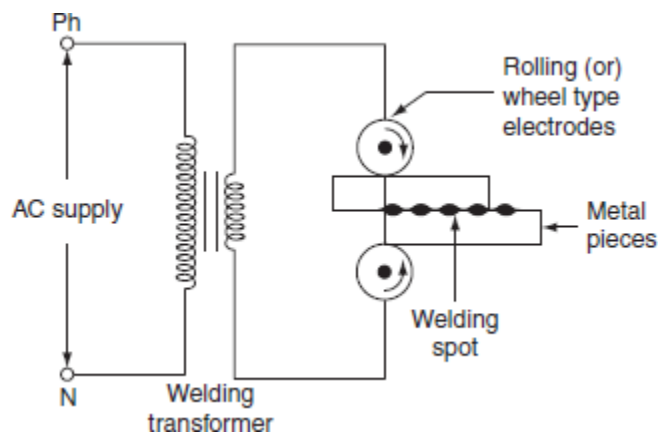 Ph
Rolling (or)
wheel type
electrodes
AC supply
Metal
pieces
Welding
spot
N
Welding
transformer